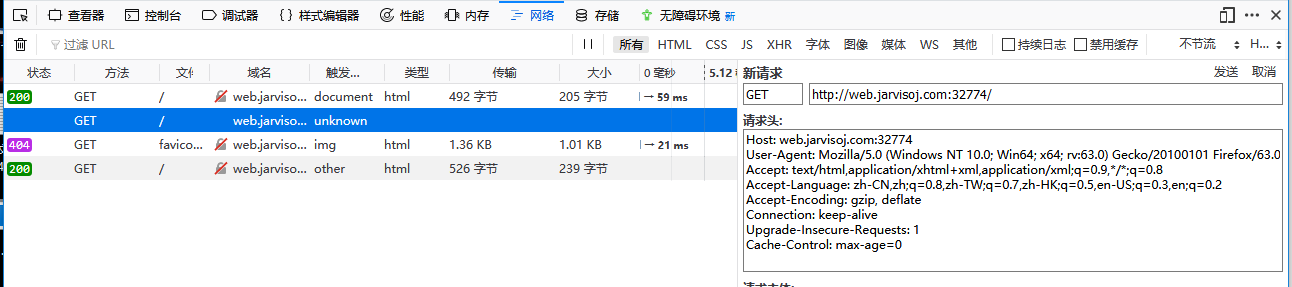 查看器 控制台 调试器 样式编辑器 性能 内存 网络 存储 无障碍环境 新
过滤 URL 所有 HTML CSS JS XHR 字体 图像 媒体 WS 其他 持续日志 禁用缓存 不节流 H...
状态 方法 文件 域名 触发... 类型 传输 大小 0 毫秒 5.12
200 GET / web.jarviso... document html 492 字节 205 字节 → 59 ms
GET / web.jarviso... unknown
404 GET favico... web.jarviso... img html 1.36 KB 1.01 KB → 21 ms
200 GET / web.jarviso... other html 526 字节 239 字节
新请求 发送 取消
GET http://web.jarvisoj.com:32774/
请求头:
Host: web.jarvisoj.com:32774
User-Agent: Mozilla/5.0 (Windows NT 10.0; Win64; x64; rv:63.0) Gecko/20100101 Firefox/63.0
Accept: text/html,application/xhtml+xml,application/xml;q=0.9,*/*;q=0.8
Accept-Language: zh-CN,zh;q=0.8,zh-TW;q=0.7,zh-HK;q=0.5,en-US;q=0.3,en;q=0.2
Accept-Encoding: gzip, deflate
Connection: keep-alive
Upgrade-Insecure-Requests: 1
Cache-Control: max-age=0